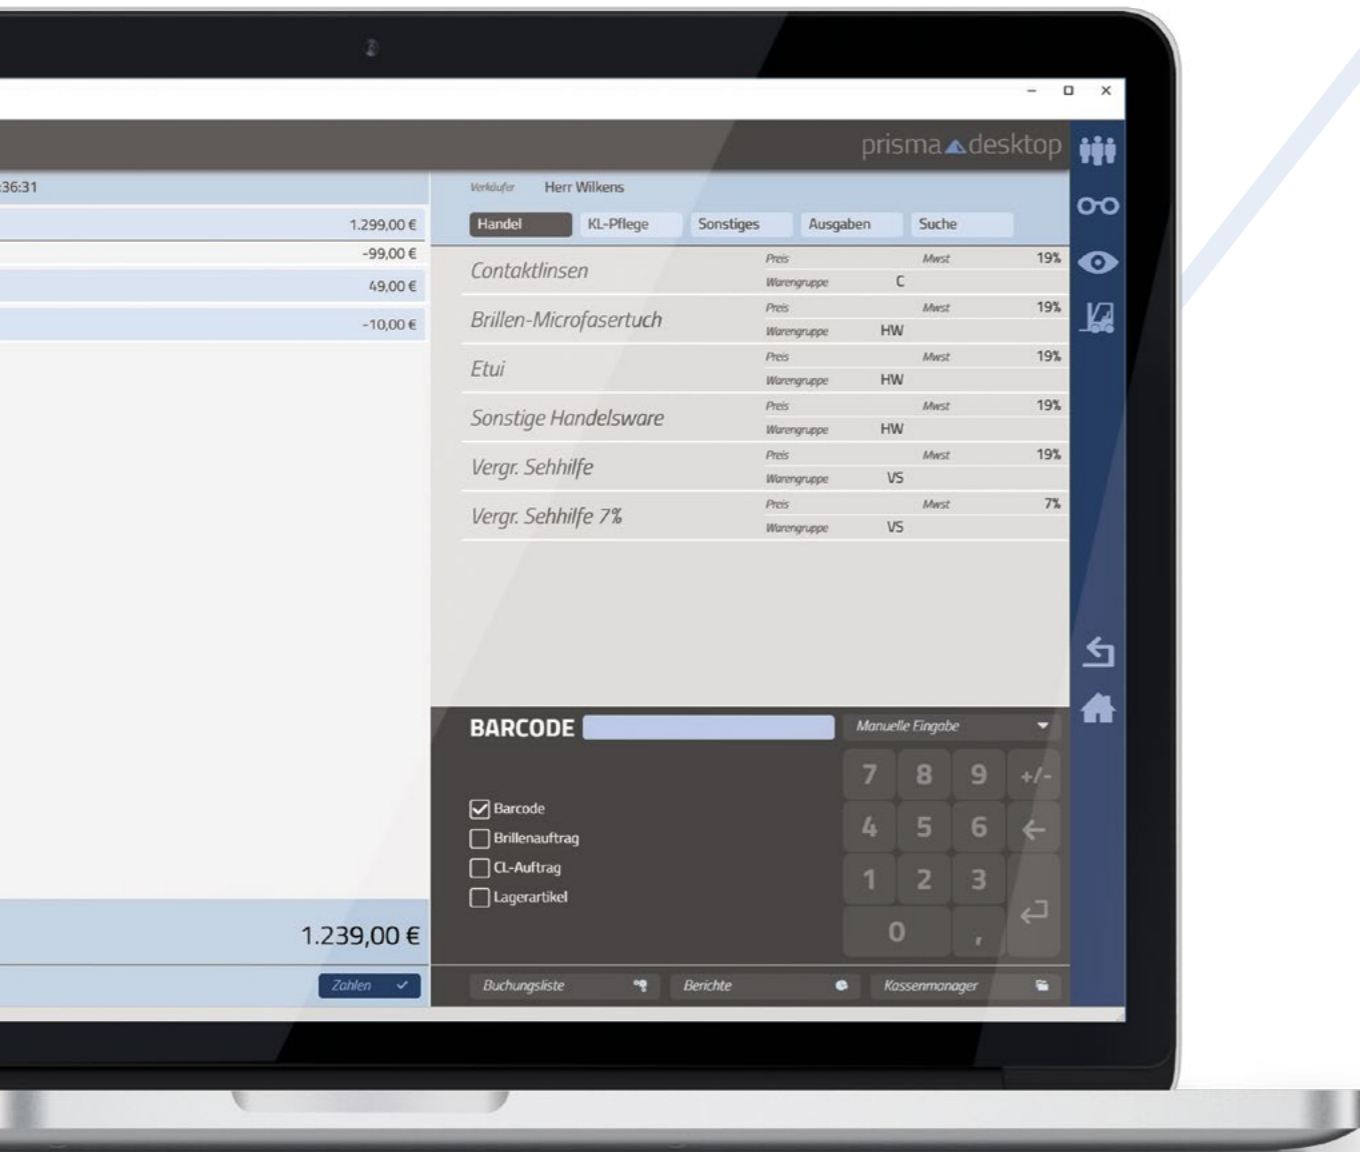 prisma desktop
:36:31
1.299,00 €
-99,00 €
49,00 €
-10,00 €
1.239,00 €
Zahlen
Verkäufer Herr Wilkens
Handel KL-Pflege Sonstiges Ausgaben Suche
Contaktlinsen Preis Mwst 19%
Warengruppe C
Brillen-Microfasertuch Preis Mwst 19%
Warengruppe HW
Etui Preis Mwst 19%
Warengruppe HW
Sonstige Handelsware Preis Mwst 19%
Warengruppe HW
Vergr. Sehhilfe Preis Mwst 19%
Warengruppe VS
Vergr. Sehhilfe 7% Preis Mwst 7%
Warengruppe VS
BARCODE Manuelle Eingabe
Barcode
Brillenauftrag
CL-Auftrag
Lagerartikel
7 8 9 +/-
4 5 6 ←
1 2 3
0 ,
Buchungsliste Berichte Kassenmanager